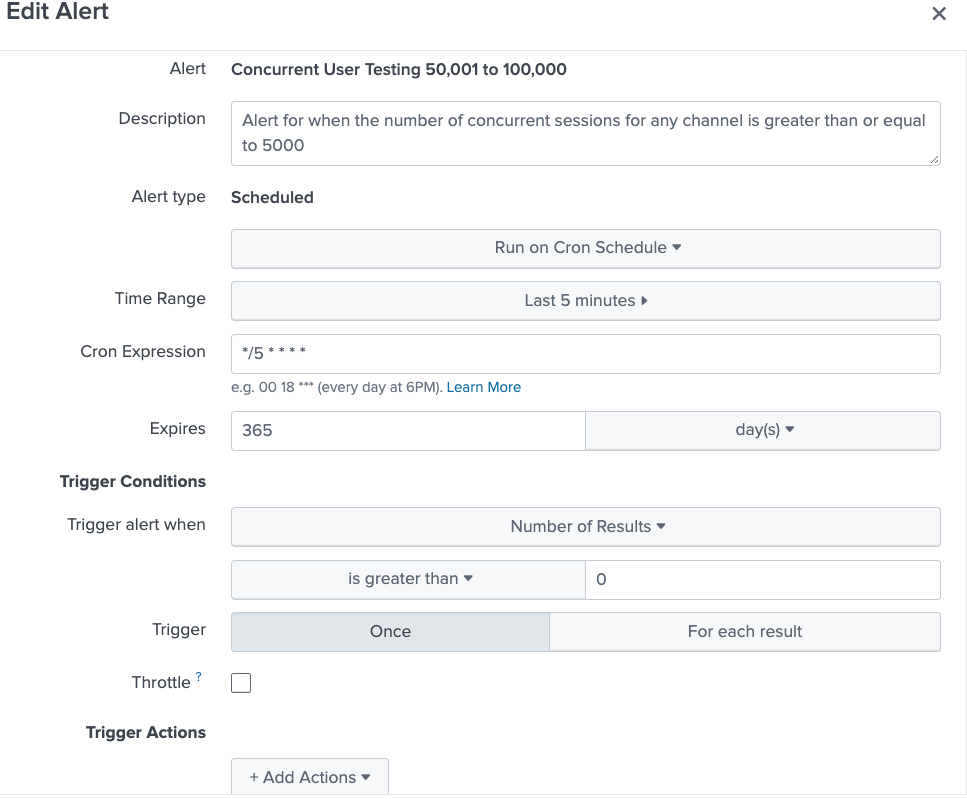 Edit Alert
Alert Concurrent User Testing 50,001 to 100,000
Description Alert for when the number of concurrent sessions for any channel is greater than or equal
to 5000
Alert type Scheduled
Run on Cron Schedule
Time Range Last 5 minutes
Cron Expression */5 * * * *
e.g. 00 18 *** (every day at 6PM). Learn More
Expires 365 day(s)
Trigger Conditions
Trigger alert when Number of Results
is greater than 0
Trigger Once For each result
Throttle ?
Trigger Actions
+ Add Actions